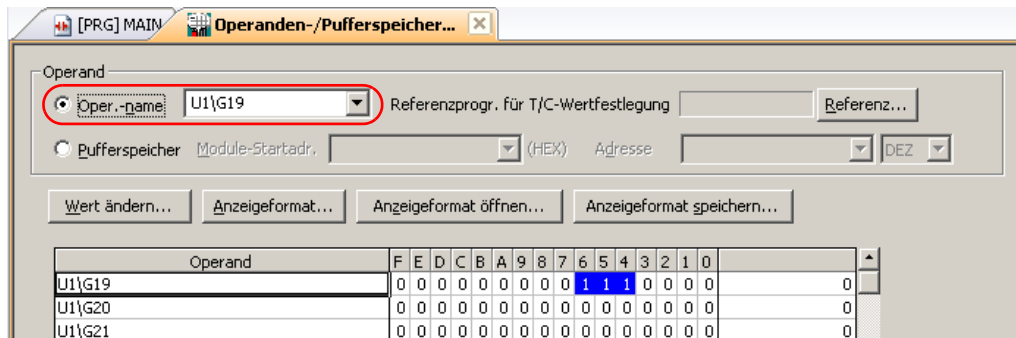 [PRG] MAIN Operanden-/Pufferspeicher...
Operand
Oper.-name U1\G19 Referenzprogr. für T/C-Wertfestlegung Referenz...
Pufferspeicher Module-Startadr. (HEX) Adresse DEZ
Wert ändern... Anzeigeformat... Anzeigeformat öffnen... Anzeigeformat speichern...
Operand F E D C B A 9 8 7 6 5 4 3 2 1 0
U1\G19 0 0 0 0 0 0 0 0 0 1 1 1 0 0 0 0 0
U1\G20 0 0 0 0 0 0 0 0 0 0 0 0 0 0 0 0 0
U1\G21 0 0 0 0 0 0 0 0 0 0 0 0 0 0 0 0 0